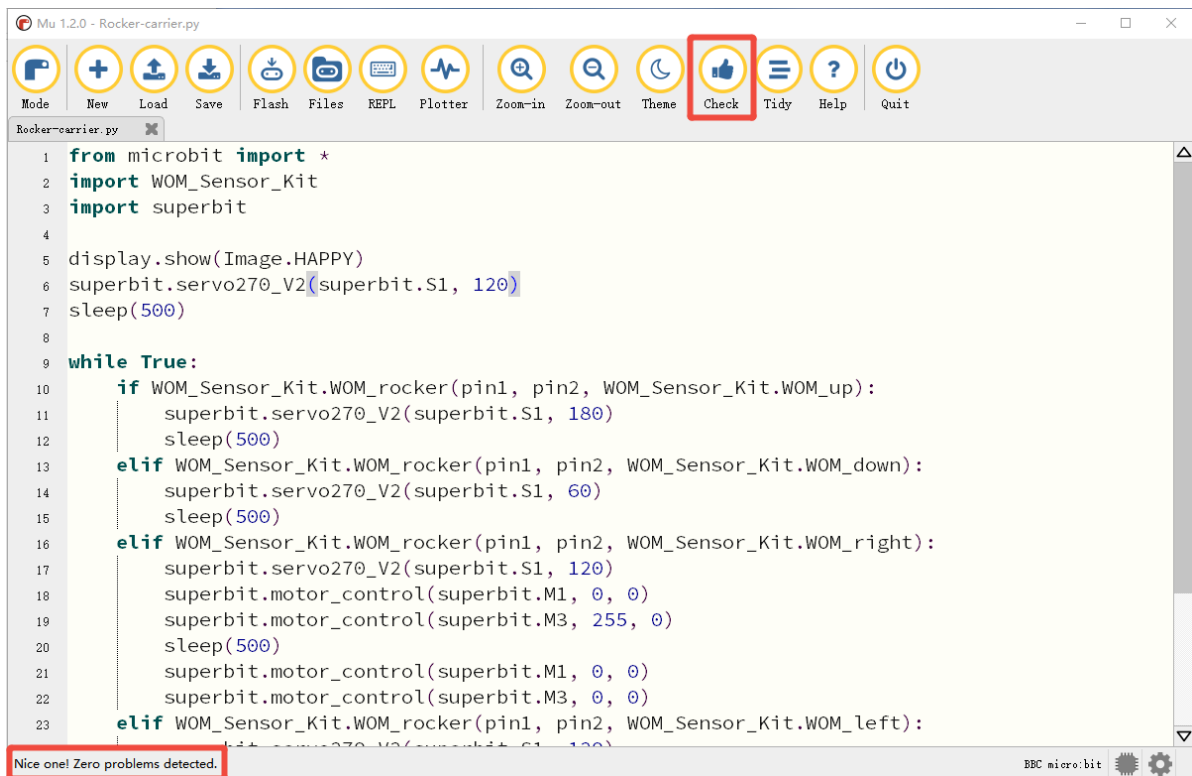 Mu 1.2.0 - Rocker-carrier.py
Mode New Load Save Flash Files REPL Plotter Zoom-in Zoom-out Theme Check Tidy Help Quit
Rocker-carrier.py
1 from microbit import *
2 import WOM_Sensor_Kit
3 import superbit
4
5 display.show(Image.HAPPY)
6 superbit.servo270_V2(superbit.S1, 120)
7 sleep(500)
8
9 while True:
10 if WOM_Sensor_Kit.WOM_rocker(pin1, pin2, WOM_Sensor_Kit.WOM_up):
11 superbit.servo270_V2(superbit.S1, 180)
12 sleep(500)
13 elif WOM_Sensor_Kit.WOM_rocker(pin1, pin2, WOM_Sensor_Kit.WOM_down):
14 superbit.servo270_V2(superbit.S1, 60)
15 sleep(500)
16 elif WOM_Sensor_Kit.WOM_rocker(pin1, pin2, WOM_Sensor_Kit.WOM_right):
17 superbit.servo270_V2(superbit.S1, 120)
18 superbit.motor_control(superbit.M1, 0, 0)
19 superbit.motor_control(superbit.M3, 255, 0)
20 sleep(500)
21 superbit.motor_control(superbit.M1, 0, 0)
22 superbit.motor_control(superbit.M3, 0, 0)
23 elif WOM_Sensor_Kit.WOM_rocker(pin1, pin2, WOM_Sensor_Kit.WOM_left):
Nice one! Zero problems detected.
BBC micro:bit